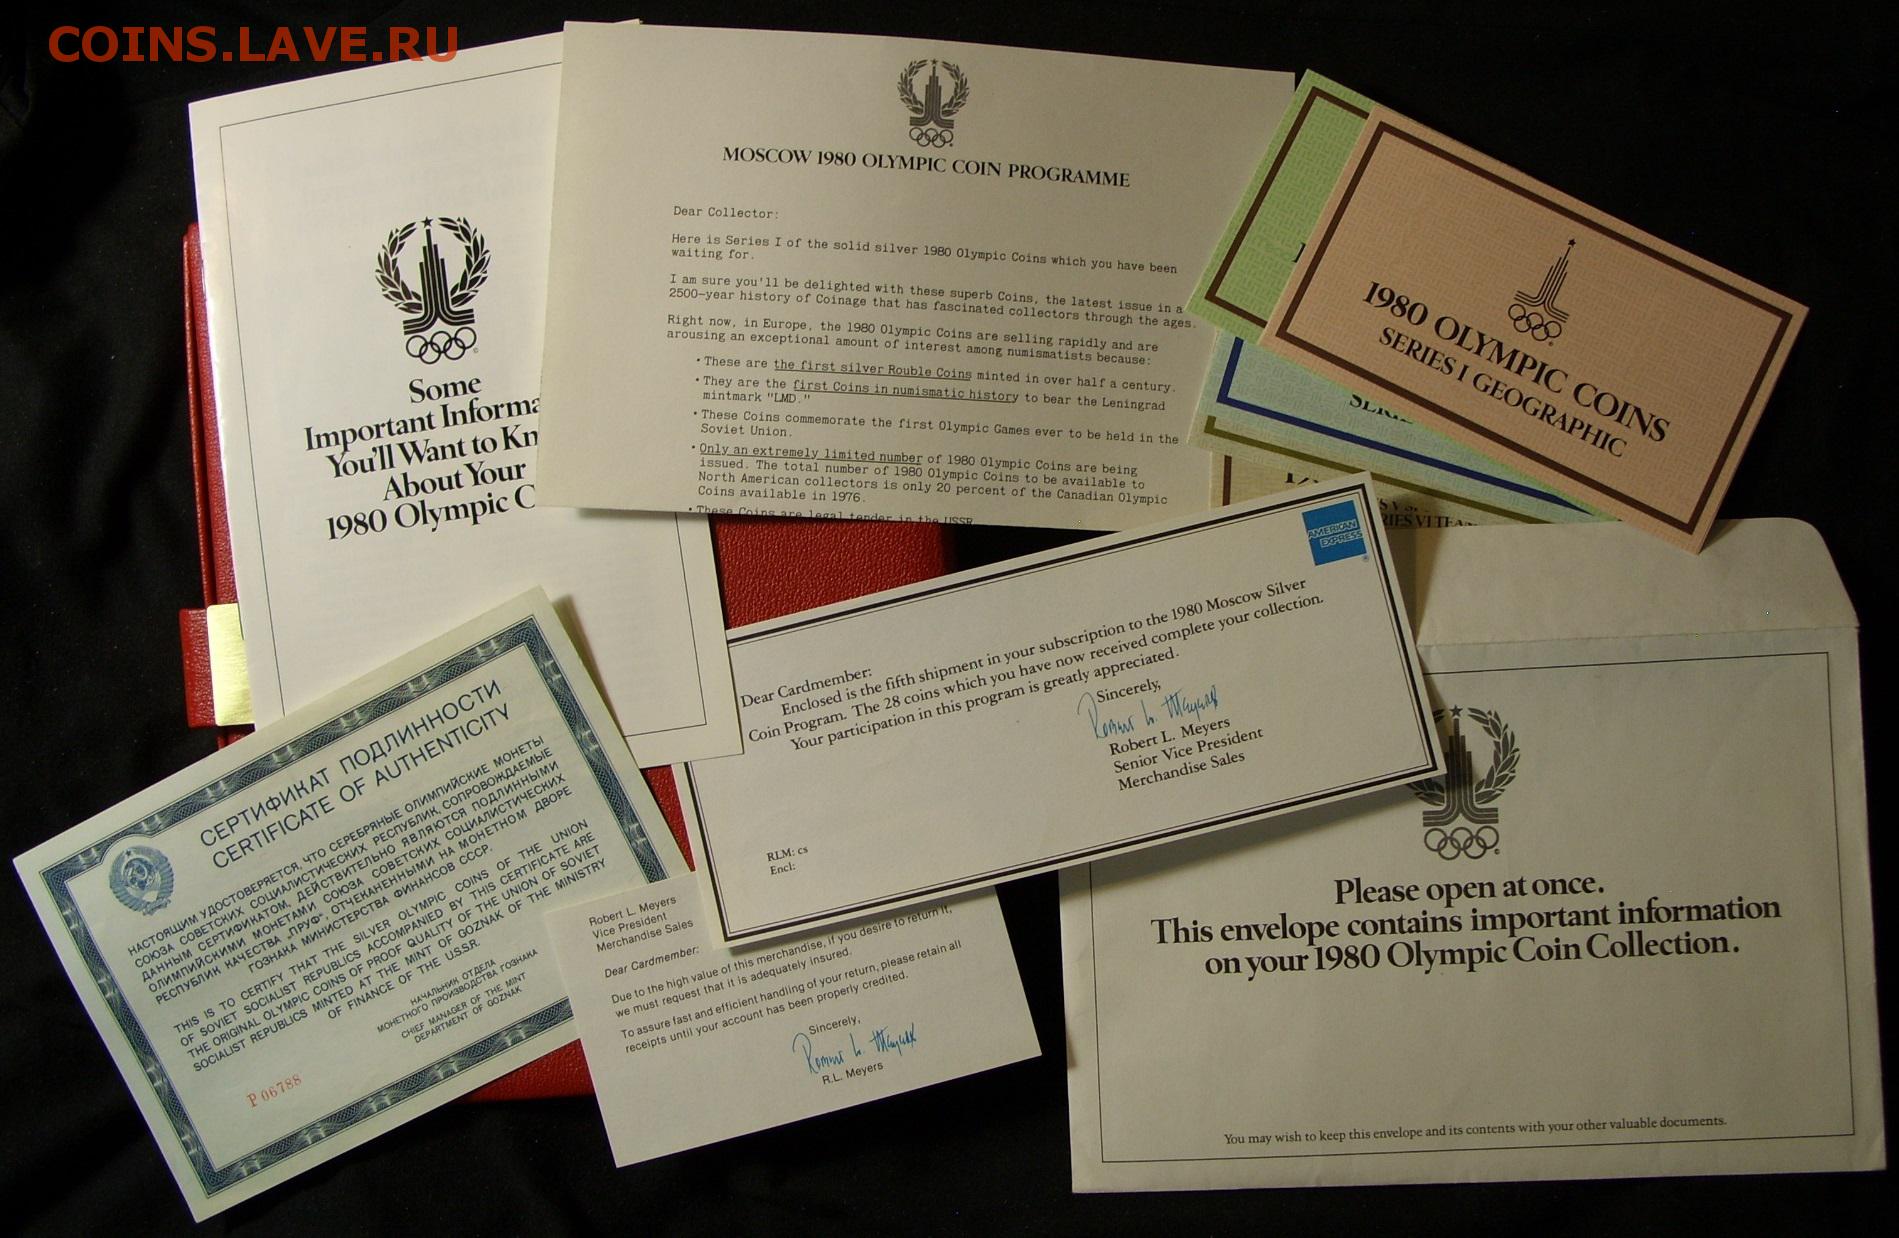 COINS.LAVE.RU
Some
Important Informa
You'll Want to Kn
About Your
1980 Olympic C
MOSCOW 1980 OLYMPIC COIN PROGRAMME
Dear Collector:
Here is Series I of the solid silver 1980 Olympic Coins which you have been
waiting for.
I am sure you'll be delighted with these superb Coins, the latest issue in a
2500-year history of Coinage that has fascinated collectors through the ages.
Right now, in Europe, the 1980 Olympic Coins are selling rapidly and are
arousing an exceptional amount of interest among numismatists because:
• These are the first silver Rouble Coins minted in over half a century.
• They are the first Coins in numismatic history to bear the Leningrad
mintmark "LMD."
• These Coins commemorate the first Olympic Games ever to be held in the
Soviet Union.
• Only an extremely limited number of 1980 Olympic Coins are being
issued. The total number of 1980 Olympic Coins to be available to
North American collectors is only 20 percent of the Canadian Olympic
Coins available in 1976.
• These Coins are legal tender in the USSR
1980 OLYMPIC COINS
SERIES I GEOGRAPHIC
SERIES VI TEA
AMERICAN
EXPRESS
®
Dear Cardmember:
Enclosed is the fifth shipment in your subscription to the 1980 Moscow Silver
Coin Program. The 28 coins which you have now received complete your collection.
Your participation in this program is greatly appreciated.
Sincerely,
Robert L. Meyers
Robert L. Meyers
Senior Vice President
Merchandise Sales
RLM: cs
Encl:
СЕРТИФИКАТ ПОДЛИННОСТИ
CERTIFICATE OF AUTHENTICITY
НАСТОЯЩИМ УДОСТОВЕРЯЕТСЯ, ЧТО СЕРЕБРЯНЫЕ ОЛИМПИЙСКИЕ МОНЕТЫ
СОЮЗА СОВЕТСКИХ СОЦИАЛИСТИЧЕСКИХ РЕСПУБЛИК, СОПРОВОЖДАЕМЫЕ
ДАННЫМ СЕРТИФИКАТОМ, ДЕЙСТВИТЕЛЬНО ЯВЛЯЮТСЯ ПОДЛИННЫМИ
ОЛИМПИЙСКИМИ МОНЕТАМИ СОЮЗА СОВЕТСКИХ СОЦИАЛИСТИЧЕСКИХ
РЕСПУБЛИК КАЧЕСТВА „ПРУФ", ОТЧЕКАНЕННЫМИ НА МОНЕТНОМ ДВОРЕ
ГОЗНАКА МИНИСТЕРСТВА ФИНАНСОВ СССР.
THIS IS TO CERTIFY THAT THE SILVER OLYMPIC COINS OF THE UNION
OF SOVIET SOCIALIST REPUBLICS ACCOMPANIED BY THIS CERTIFICATE ARE
THE ORIGINAL OLYMPIC COINS OF PROOF QUALITY OF THE UNION OF SOVIET
SOCIALIST REPUBLICS MINTED AT THE MINT OF GOZNAK OF THE MINISTRY
OF FINANCE OF THE U.S.S.R.
НАЧАЛЬНИК ОТДЕЛА
МОНЕТНОГО ПРОИЗВОДСТВА ГОЗНАКА
CHIEF MANAGER OF THE MINT
DEPARTMENT OF GOZNAK
P 06788
Robert L. Meyers
Vice President
Merchandise Sales
Dear Cardmember:
Due to the high value of this merchandise, if you desire to return it,
we must request that it is adequately insured.
To assure fast and efficient handling of your return, please retain all
receipts until your account has been properly credited.
Sincerely,
Robert L. Meyers
R.L. Meyers
Please open at once.
This envelope contains important information
on your 1980 Olympic Coin Collection.
You may wish to keep this envelope and its contents with your other valuable documents.